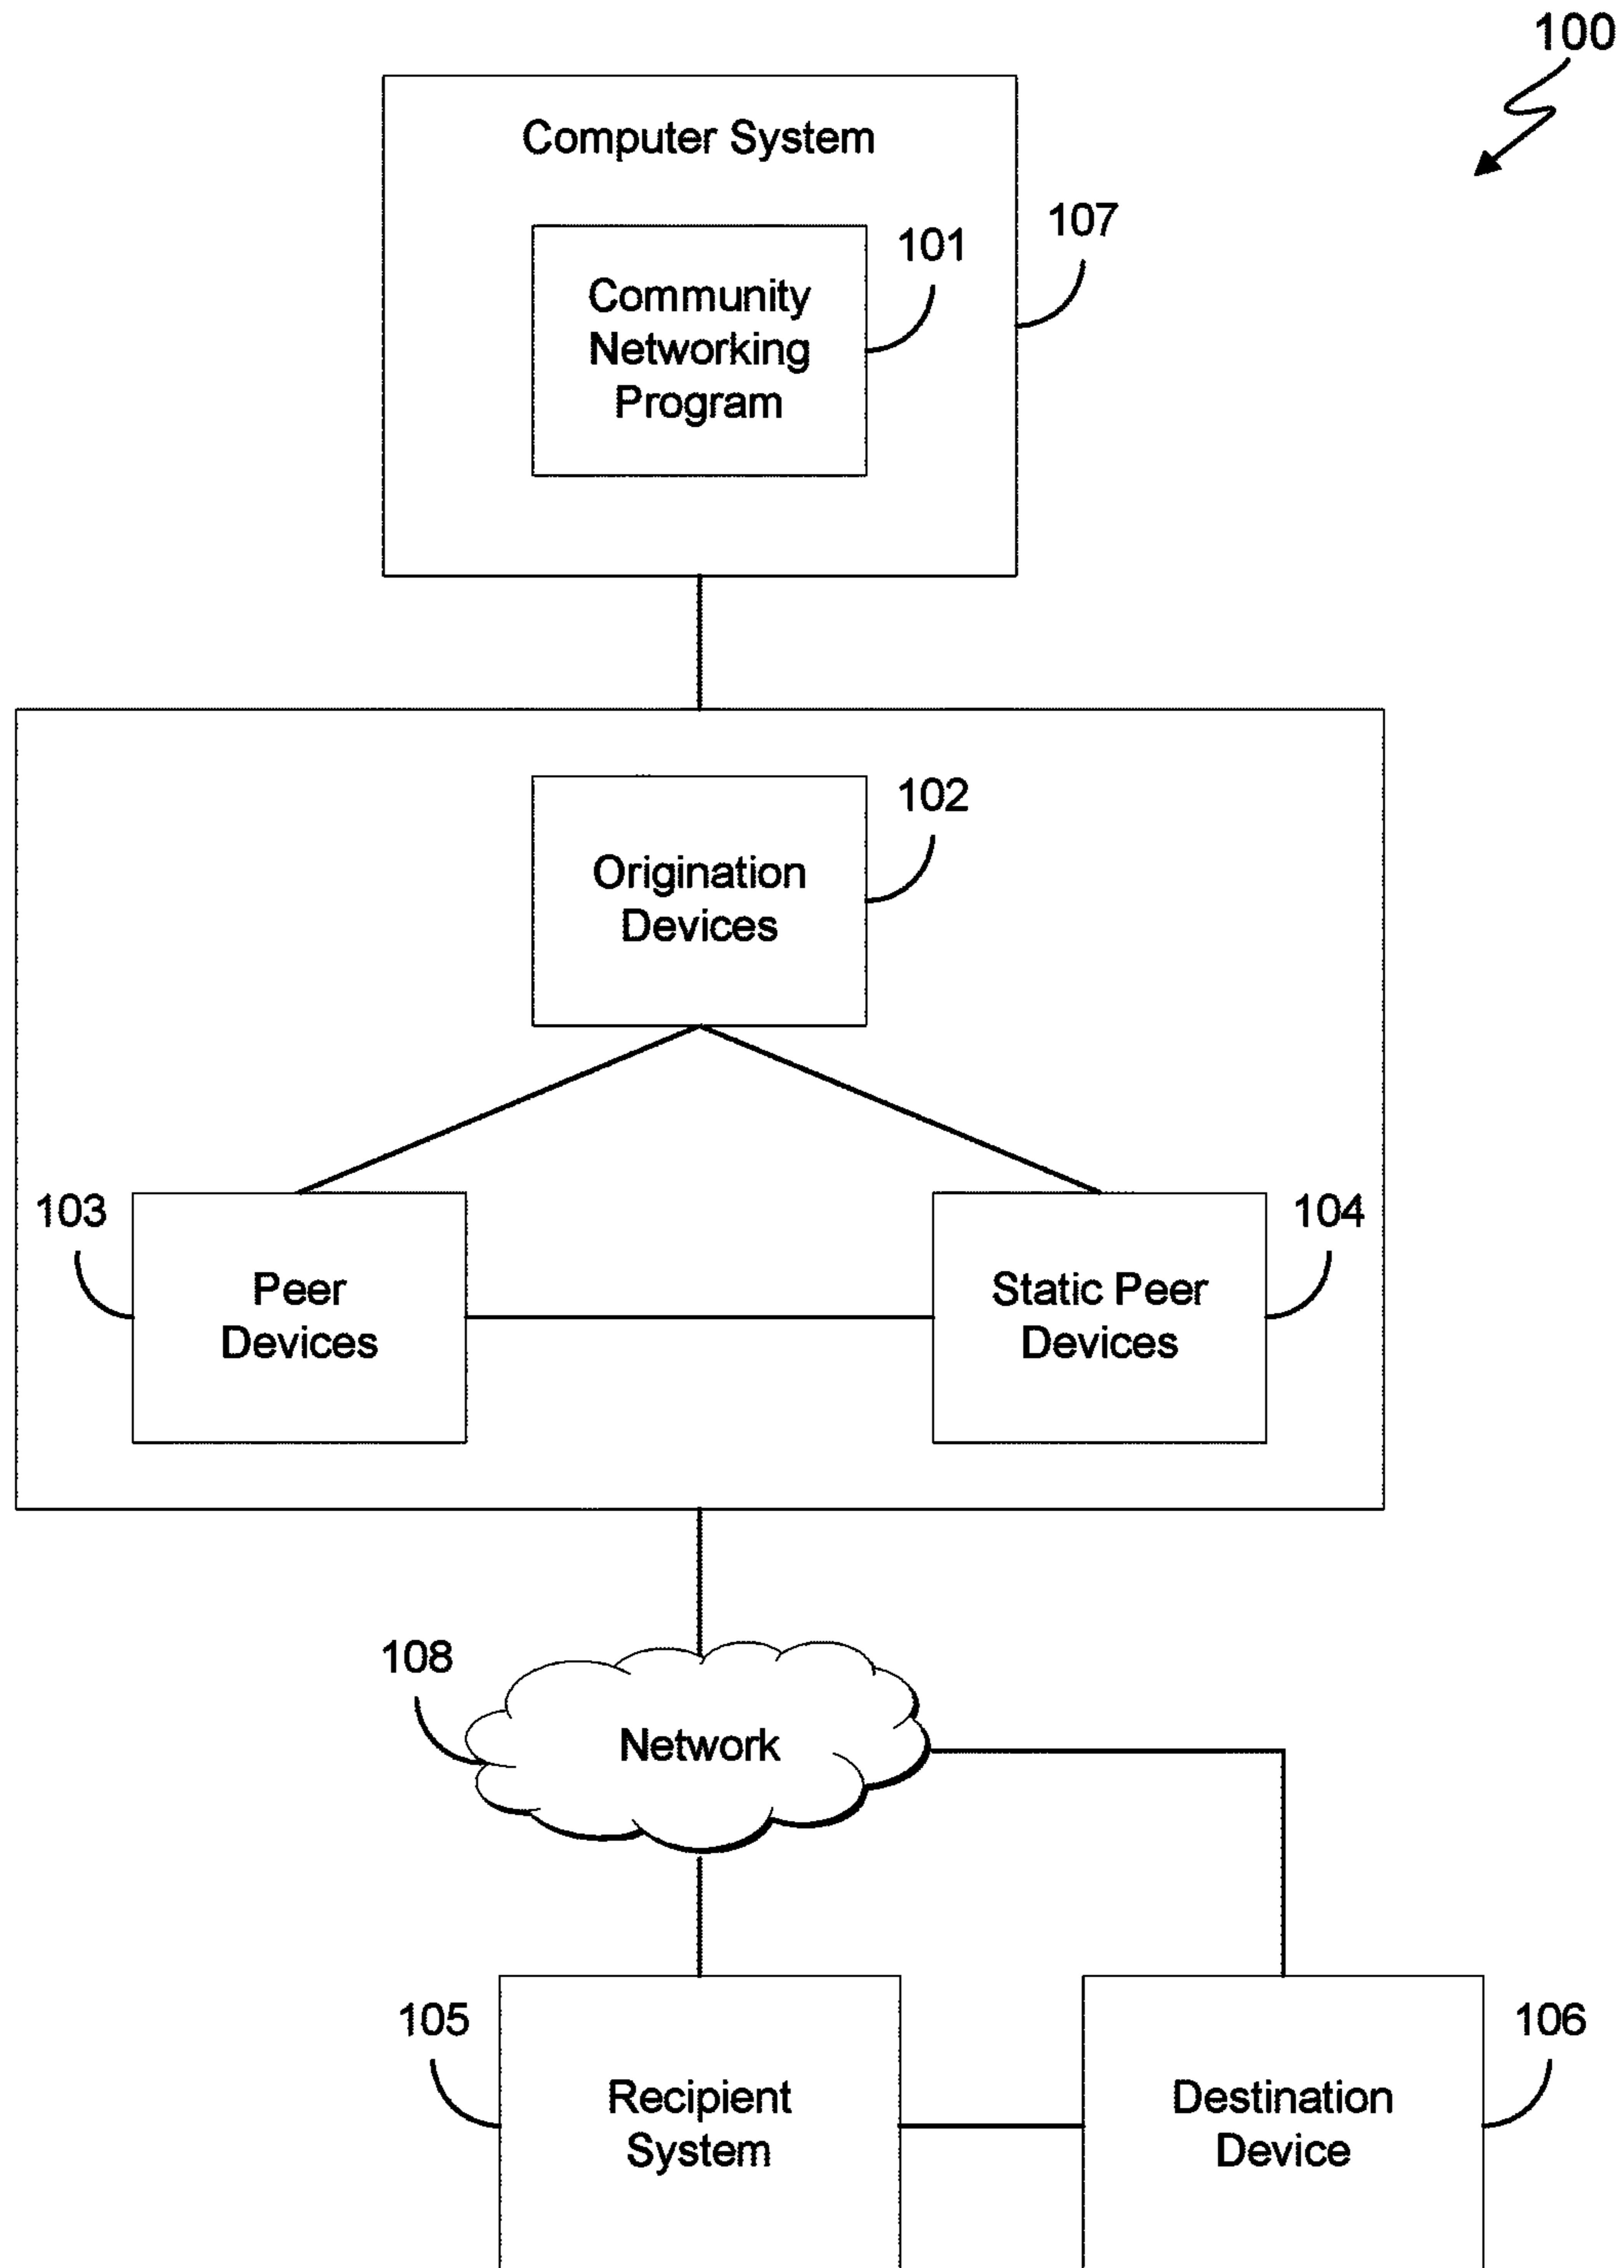 100
Computer System
107
101
Community
Networking
Program
102
Origination
Devices
103
Peer
Devices
104
Static Peer
Devices
108
Network
105
Recipient
System
106
Destination
Device